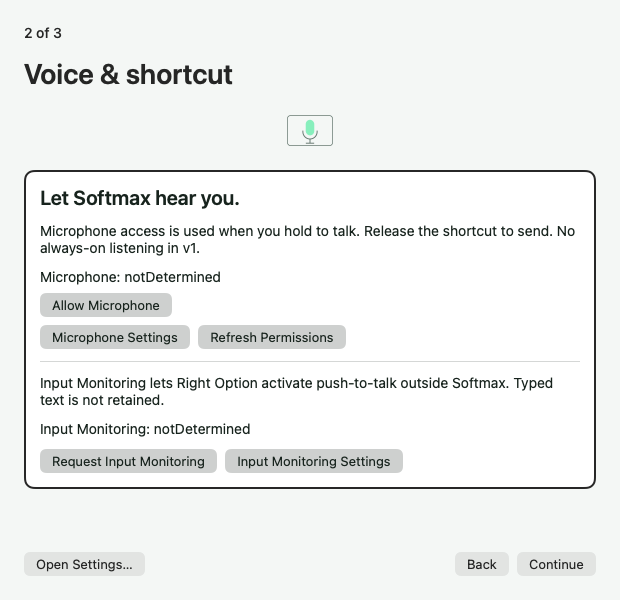 2 of 3
Voice & shortcut
Let Softmax hear you.
Microphone access is used when you hold to talk. Release the shortcut to send. No
always-on listening in v1.
Microphone: notDetermined
Allow Microphone
Microphone Settings
Refresh Permissions
Input Monitoring lets Right Option activate push-to-talk outside Softmax. Typed
text is not retained.
Input Monitoring: notDetermined
Request Input Monitoring
Input Monitoring Settings
Open Settings...
Back
Continue